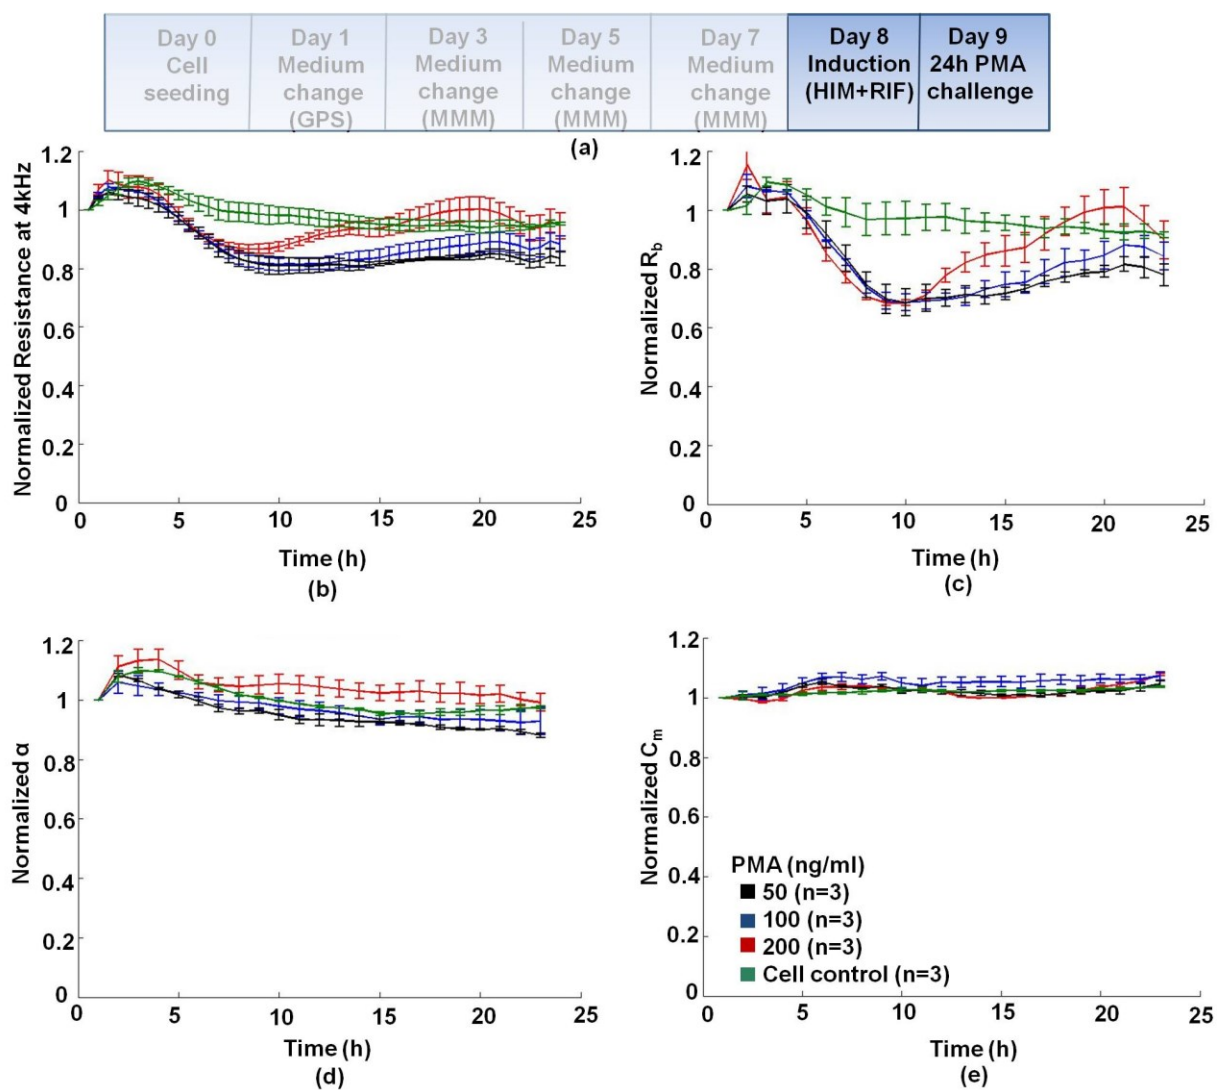 Day 0
Cell
seeding
Day 1
Medium
change
(GPS)
Day 3
Medium
change
(MMM)
Day 5
Medium
change
(MMM)
Day 7
Medium
change
(MMM)
Day 8
Induction
(HIM+RIF)
Day 9
24h PMA
challenge
(a)
Normalized Resistance at 4kHz
1.2
1
0.8
0.6
0.4
0.2
0
0
5
10
15
20
25
Time (h)
(b)
Normalized Rb
1.2
1
0.8
0.6
0.4
0.2
0
0
5
10
15
20
25
Time (h)
(c)
Normalized α
1.2
1
0.8
0.6
0.4
0.2
0
0
5
10
15
20
25
Time (h)
(d)
Normalized Cm
1.2
1
0.8
0.6
0.4
0.2
0
PMA (ng/ml)
50 (n=3)
100 (n=3)
200 (n=3)
Cell control (n=3)
0
5
10
15
20
25
Time (h)
(e)